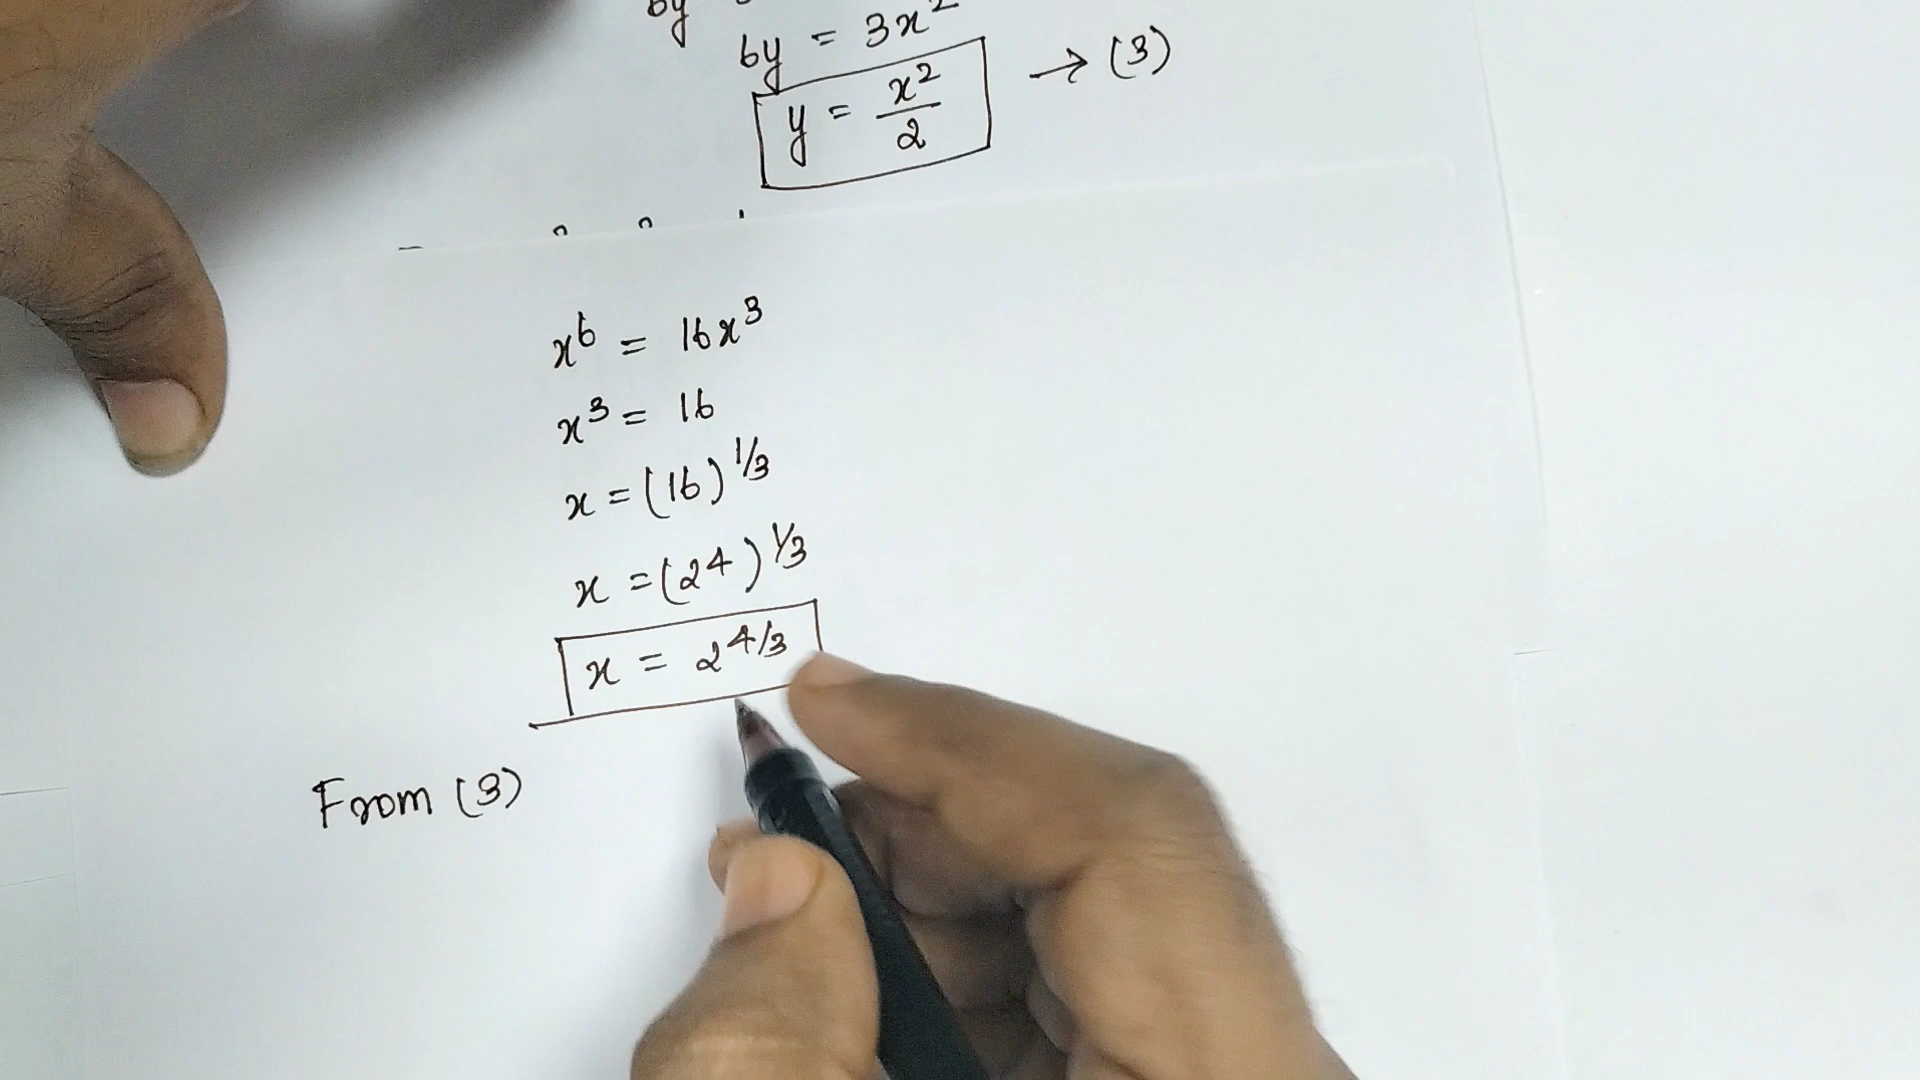 6y = 3x²
y = x²/2 → (3)
x⁶ = 16x³
x³ = 16
x = (16)^1/3
x = (2⁴)^1/3
x = 2^4/3
From (3)